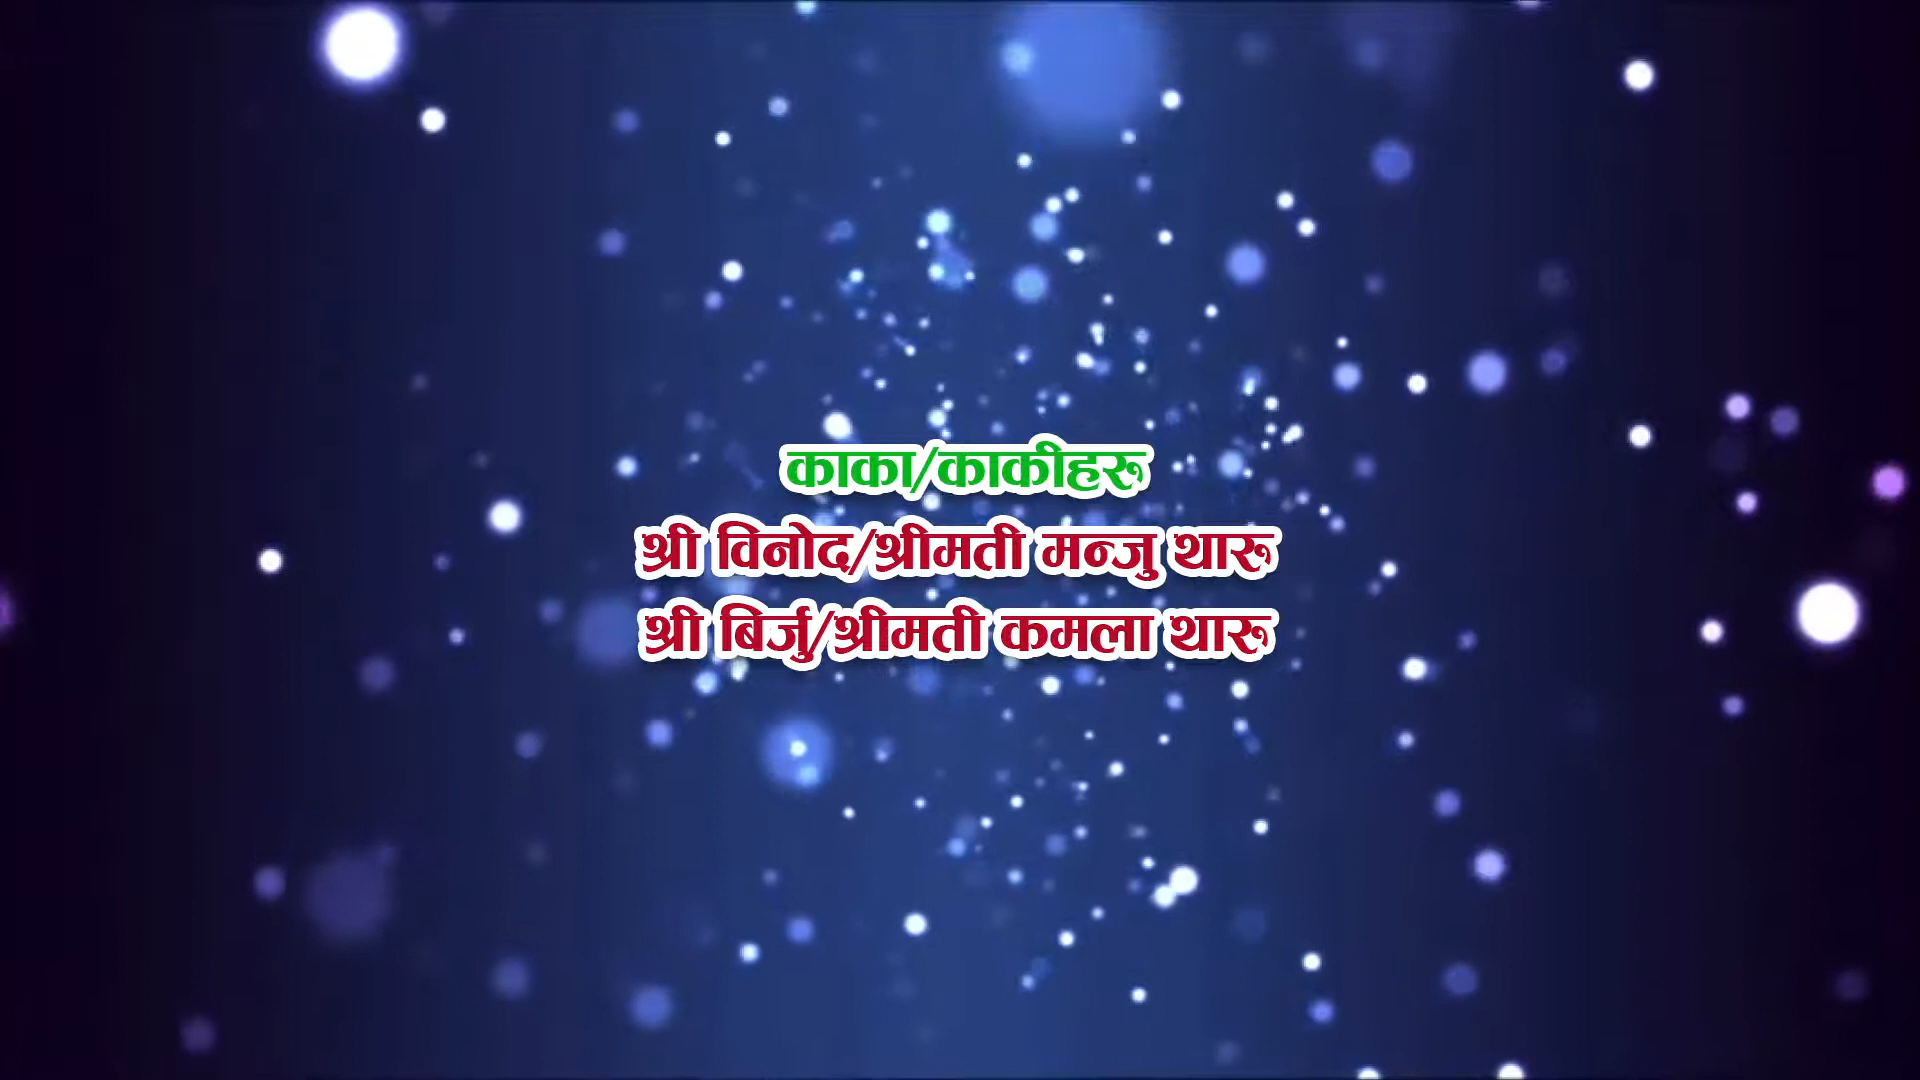 काका/काकीहरू
श्री विनोद/श्रीमती मन्जु थारू
श्री बिर्जु/श्रीमती कमला थारू